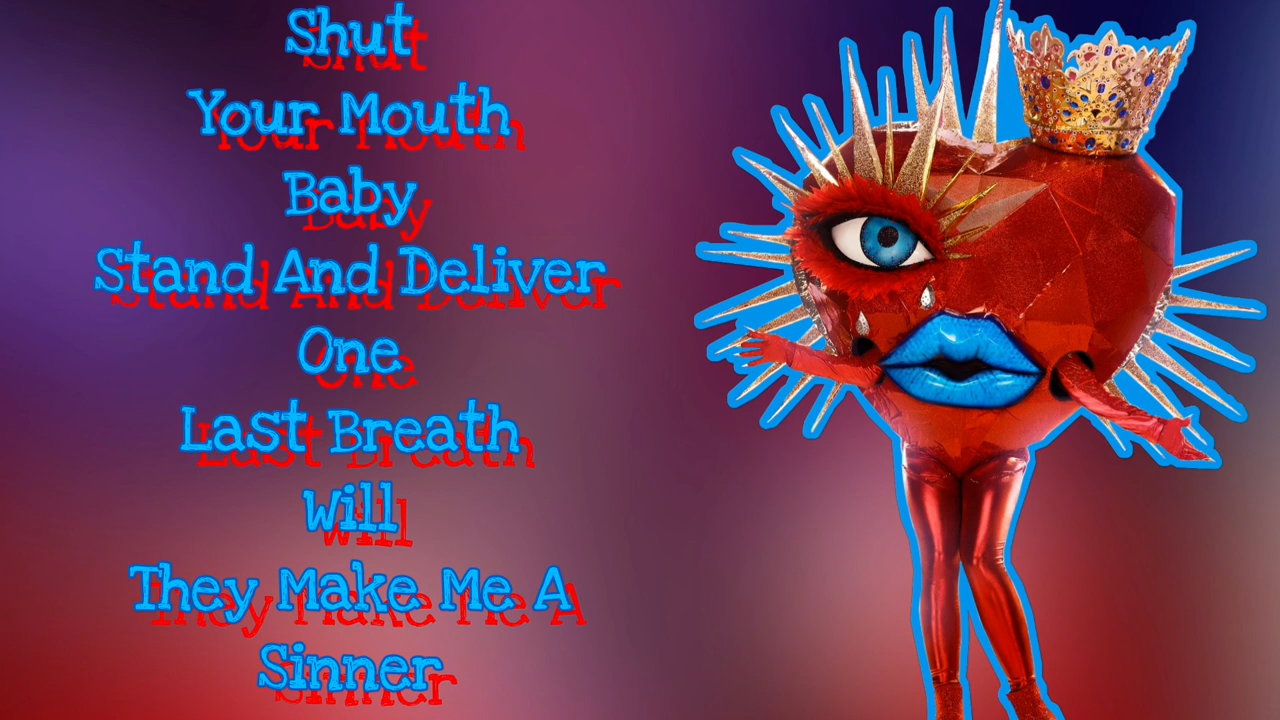 Shut
Your Mouth
Baby
Stand And Deliver
One
Last Breath
Will
They Make Me A
Sinner